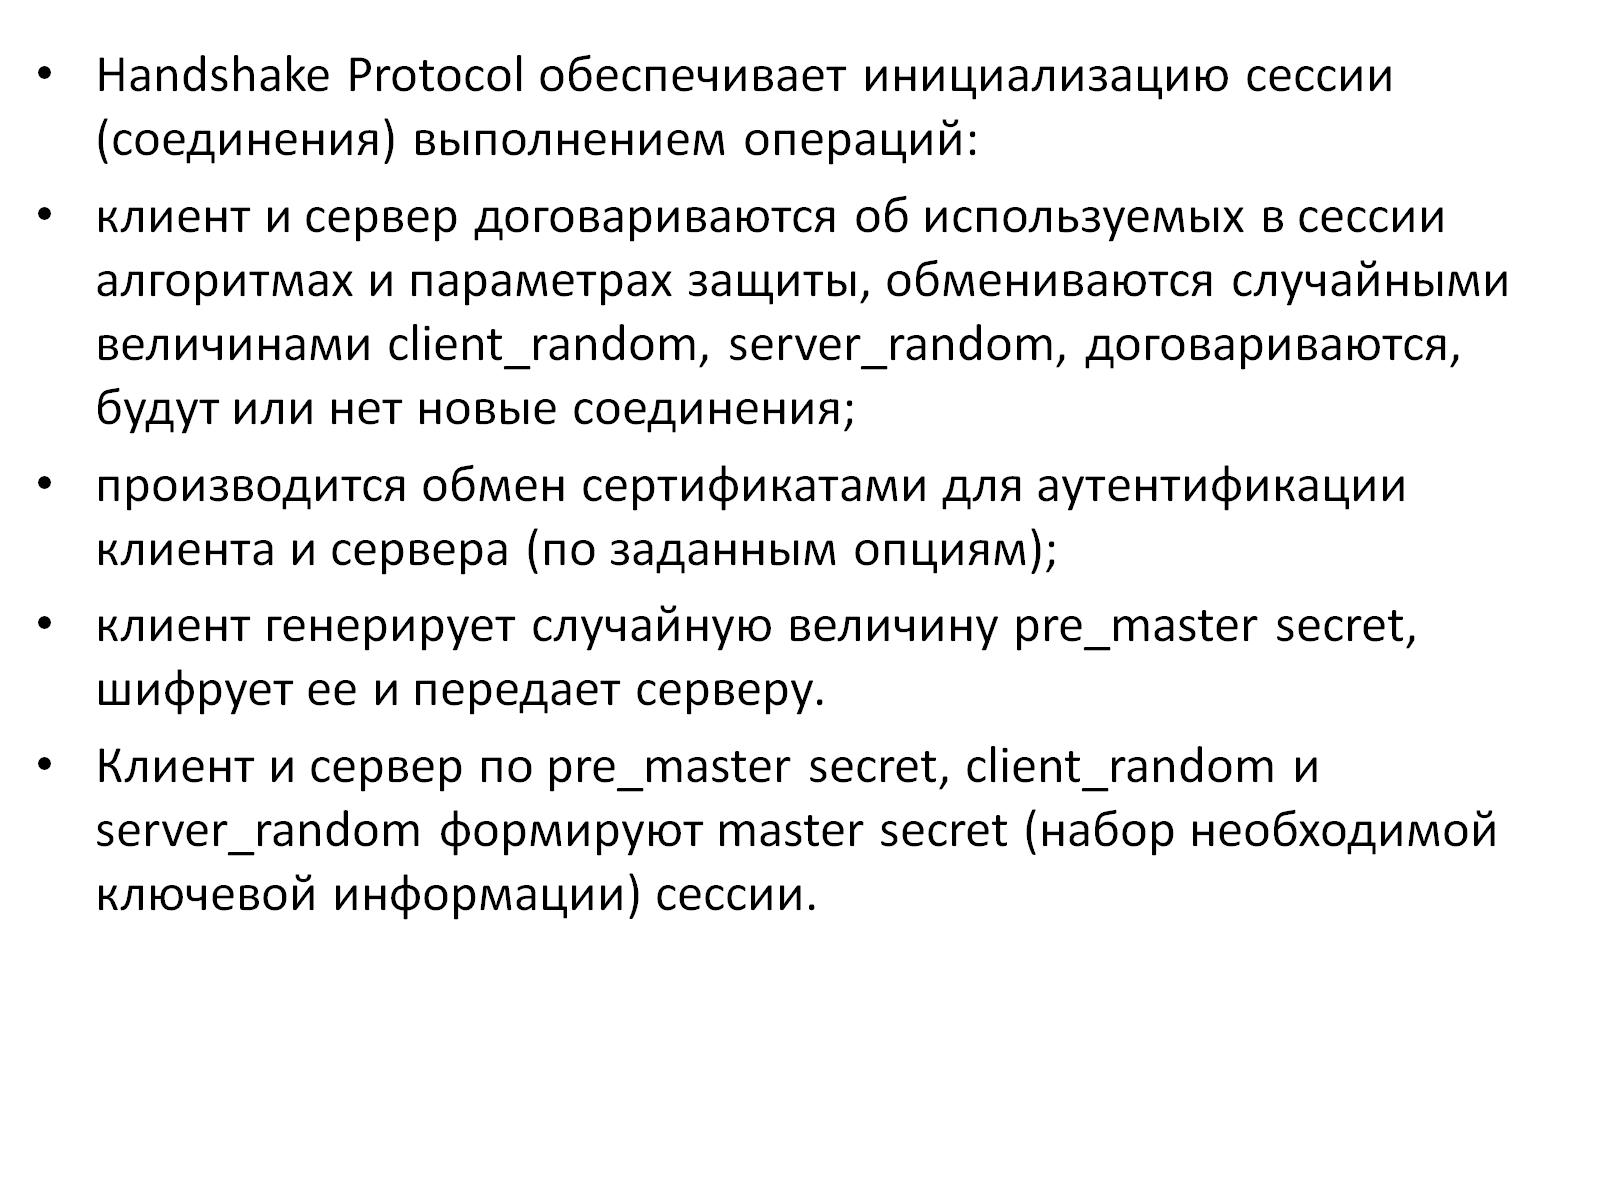 • Handshake Protocol обеспечивает инициализацию сессии
(соединения) выполнением операций:
• клиент и сервер договариваются об используемых в сессии
алгоритмах и параметрах защиты, обмениваются случайными
величинами client_random, server_random, договариваются,
будут или нет новые соединения;
• производится обмен сертификатами для аутентификации
клиента и сервера (по заданным опциям);
• клиент генерирует случайную величину pre_master secret,
шифрует ее и передает серверу.
• Клиент и сервер по pre_master secret, client_random и
server_random формируют master secret (набор необходимой
ключевой информации) сессии.